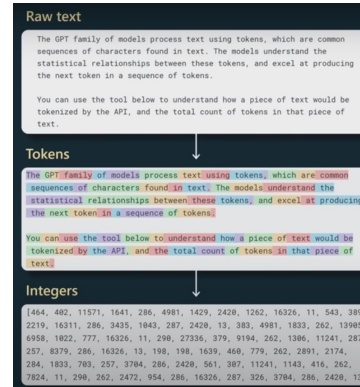 Raw text
The GPT family of models process text using tokens, which are common
sequences of characters found in text. The models understand the
statistical relationships between these tokens, and excel at producing
the next token in a sequence of tokens.
You can use the tool below to understand how a piece of text would be
tokenized by the API, and the total count of tokens in that piece of
text.
Tokens
The GPT family of models process text using tokens, which are common
sequences of characters found in text. The models understand the
statistical relationships between these tokens, and excel at producing
the next token in a sequence of tokens.
You can use the tool below to understand how a piece of text would be
tokenized by the API, and the total count of tokens in that piece of
text.
Integers
[464, 402, 11571, 1641, 286, 4981, 1429, 2420, 1262, 16326, 11, 543, 389
2219, 16311, 286, 3435, 1043, 287, 2420, 13, 383, 4981, 1833, 262, 13905
6958, 1022, 777, 16326, 11, 290, 27336, 379, 9194, 262, 1306, 11241, 287
257, 8379, 286, 16326, 13, 198, 198, 1639, 460, 779, 262, 2891, 2174,
284, 1833, 703, 257, 3704, 286, 2420, 561, 307, 11241, 1143, 416, 262,
7824, 11, 290, 262, 2472, 954, 286, 16326, 287, 326, 3704, 286, 2420,